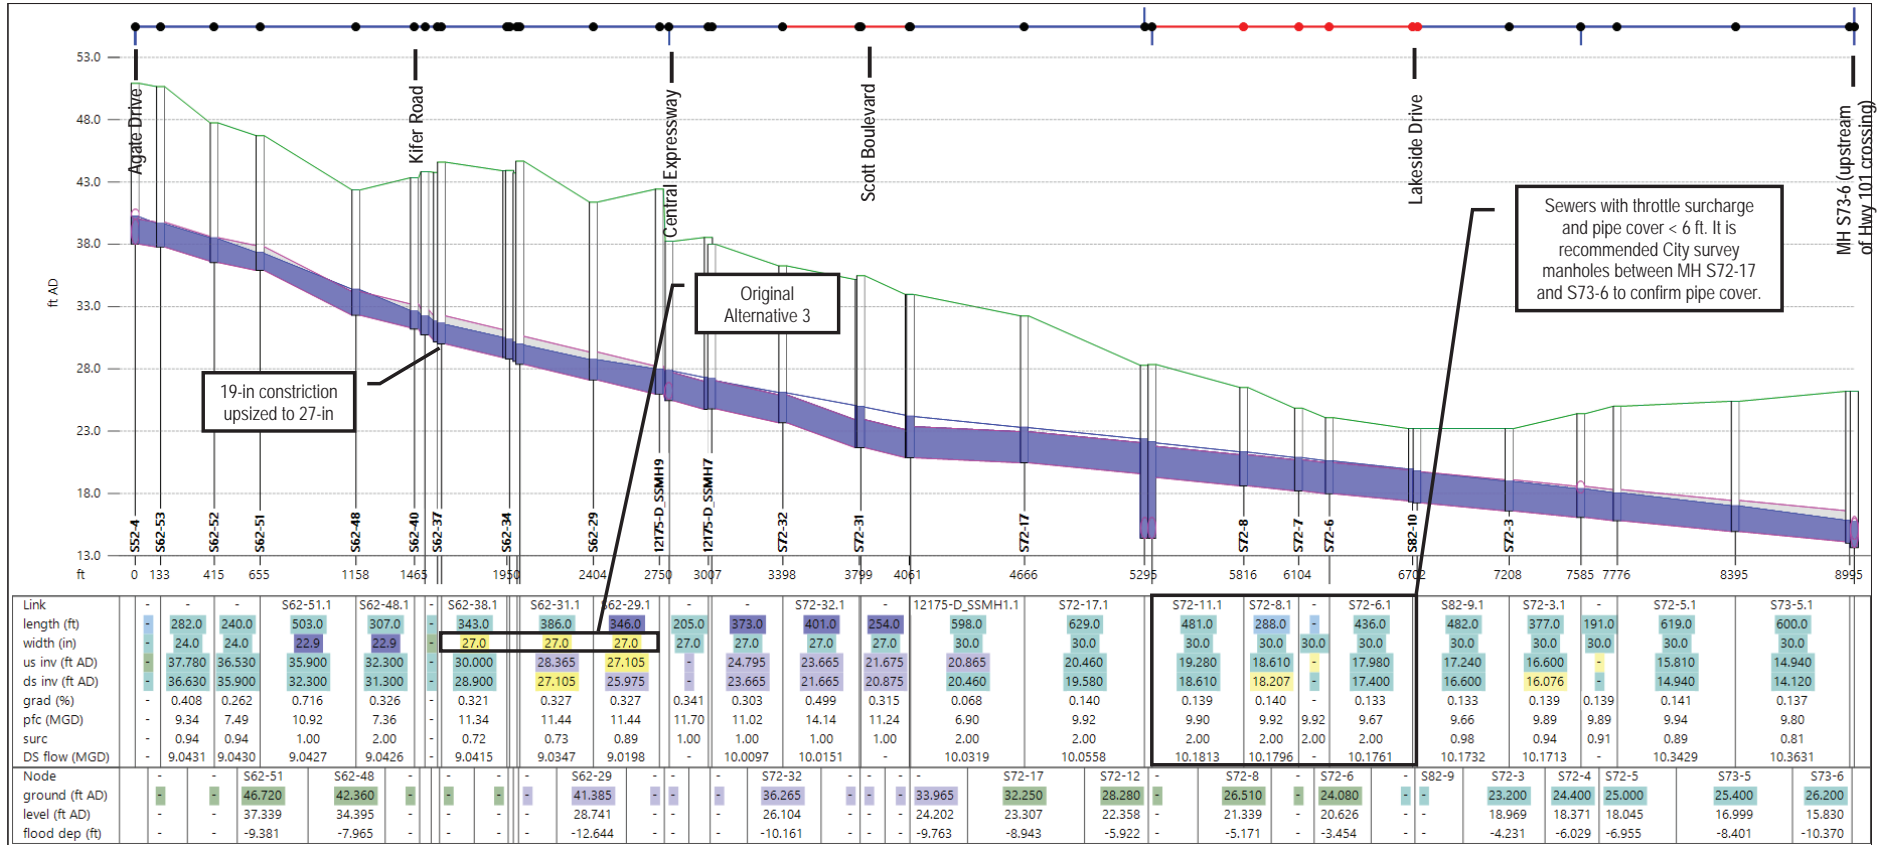 53.0
48.0
43.0
38.0
33.0
28.0
23.0
18.0
13.0
ft AD
ft
Agate Drive
Kifer Road
Central Expressway
Scott Boulevard
Lakeside Drive
MH S73-6 (upstream
of Hwy 101 crossing)
Sewers with throttle surcharge
and pipe cover < 6 ft. It is
recommended City survey
manholes between MH S72-17
and S73-6 to confirm pipe cover.
Original
Alternative 3
19-in constriction
upsized to 27-in
S52-4 S62-53 S62-52 S62-51 S62-48 S62-40 S62-37 S62-34 S62-29 12175-D_SSMH9 12175-D_SSMH7 S72-32 S72-31 S72-17 S72-8 S72-7 S72-6 S82-10 S72-3
0 133 415 655 1158 1465 1950 2404 2750 3007 3398 3799 4061 4666 5295 5816 6104 6702 7208 7585 7776 8395 8995
Link - - - S62-51.1 S62-48.1 - S62-38.1 S62-31.1 S62-29.1 - - S72-32.1 - 12175-D_SSMH1.1 S72-17.1 S72-11.1 S72-8.1 - S72-6.1 S82-9.1 S72-3.1 - S72-5.1 S73-5.1
length (ft) - 282.0 240.0 503.0 307.0 - 343.0 386.0 346.0 205.0 373.0 401.0 254.0 598.0 629.0 481.0 288.0 - 436.0 482.0 377.0 191.0 619.0 600.0
width (in) - 24.0 24.0 22.9 22.9 - 27.0 27.0 27.0 27.0 27.0 27.0 27.0 30.0 30.0 30.0 30.0 30.0 30.0 30.0 30.0 30.0 30.0 30.0
us inv (ft AD) - 37.780 36.530 35.900 32.300 - 30.000 28.365 27.105 - 24.795 23.665 21.675 20.865 20.460 19.280 18.610 - 17.980 17.240 16.600 - 15.810 14.940
ds inv (ft AD) - 36.630 35.900 32.300 31.300 - 28.900 27.105 25.975 - 23.665 21.665 20.875 20.460 19.580 18.610 18.207 - 17.400 16.600 16.076 - 14.940 14.120
grad (%) - 0.408 0.262 0.716 0.326 - 0.321 0.327 0.327 0.341 0.303 0.499 0.315 0.068 0.140 0.139 0.140 - 0.133 0.133 0.139 0.139 0.141 0.137
pfc (MGD) - 9.34 7.49 10.92 7.36 - 11.34 11.44 11.44 11.70 11.02 14.14 11.24 6.90 9.92 9.90 9.92 9.92 9.67 9.66 9.89 9.89 9.94 9.80
surc - 0.94 0.94 1.00 2.00 - 0.72 0.73 0.89 1.00 1.00 1.00 1.00 2.00 2.00 2.00 2.00 2.00 2.00 0.98 0.94 0.91 0.89 0.81
DS flow (MGD) - 9.0431 9.0430 9.0427 9.0426 - 9.0415 9.0347 9.0198 - 10.0097 10.0151 - 10.0319 10.0558 10.1813 10.1796 - 10.1761 10.1732 10.1713 - 10.3429 10.3631
Node - - S62-51 S62-48 - - - - S62-29 - - - S72-32 - - - S72-17 S72-12 - S72-8 - S72-6 - S82-9 S72-3 S72-4 S72-5 S73-5 S73-6
ground (ft AD) - - 46.720 42.360 - - - - 41.385 - - - 36.265 - - 33.965 32.250 28.280 - 26.510 - 24.080 - - 23.200 24.400 25.000 25.400 26.200
level (ft AD) - - 37.339 34.395 - - - - 28.741 - - - 26.104 - - 24.202 23.307 22.358 - 21.339 - 20.626 - - 18.969 18.371 18.045 16.999 15.830
flood dep (ft) - - -9.381 -7.965 - - - - -12.644 - - - -10.161 - - -9.763 -8.943 -5.922 - -5.171 - -3.454 - - -4.231 -6.029 -6.955 -8.401 -10.370